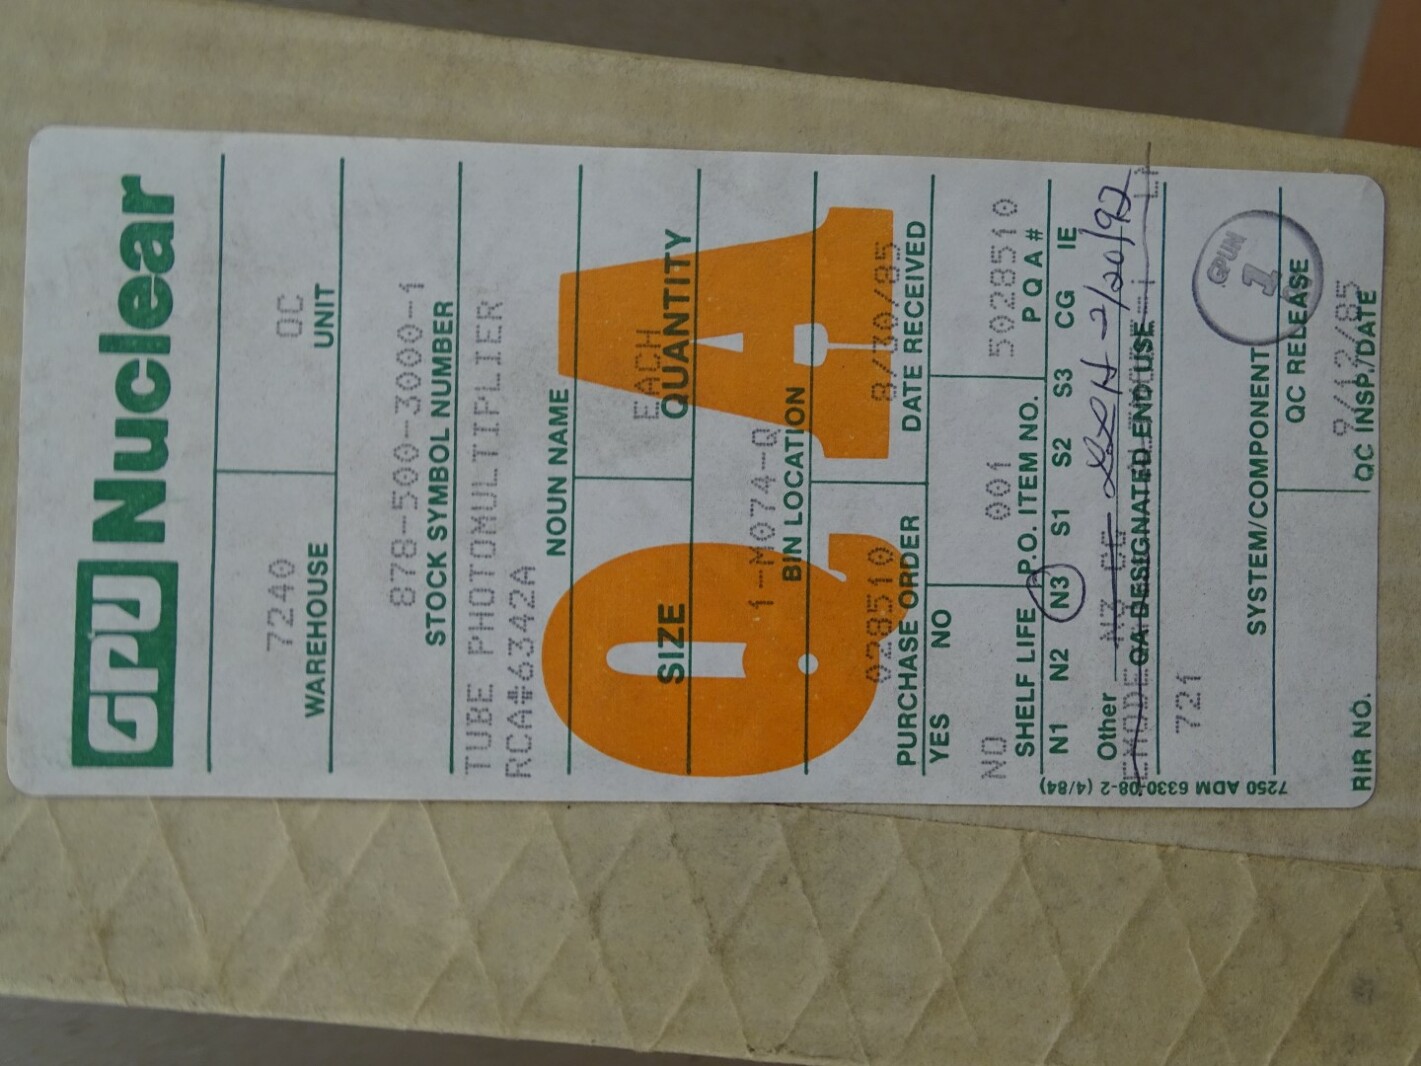 GPU Nuclear
7240 OC
WAREHOUSE UNIT
878-500-3000-1
STOCK SYMBOL NUMBER
TUBE PHOTOMULTIPLIER
RCA#6342A
NOUN NAME
QA
EACH
SIZE QUANTITY
1-M074-Q
BIN LOCATION
028510 8/30/85
PURCHASE ORDER DATE RECEIVED
YES NO
NO 001 5028510
SHELF LIFE P.O. ITEM NO. P Q A #
N1 N2 N3 S1 S2 S3 CG IE
Other 2/20/92
QA DESIGNATED END USE
721
SYSTEM/COMPONENT
GPUN
1
QC RELEASE
9/12/85
RIR NO. QC INSP./DATE
7250 ADM 6330-08-2 (4/84)